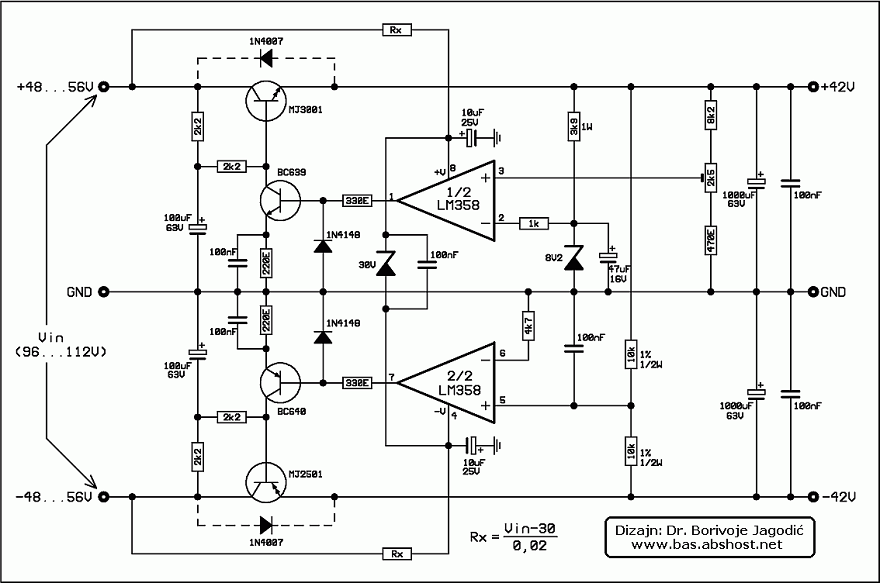 Rx
1N4007
+48...56V
+42V
MJ3001
2k2
10uF
25V
3k9
1W
8k2
2k2
BC639
+V
8
1/2
LM358
+
3
1
330E
2k5
1000uF
63V
100nF
-
2
1k
100uF
63V
100nF
220E
1N4148
30V
100nF
8V2
47uF
16V
470E
GND
GND
220E
100nF
1N4148
4k7
100nF
Vin
(96...112V)
100uF
63V
10k
1%
1/2W
6
-
2/2
LM358
7
330E
+
5
-V
4
BC640
2k2
1000uF
63V
100nF
2k2
10uF
25V
10k
1%
1/2W
MJ2501
-48...56V
-42V
1N4007
Rx
Rx = Vin-30
0,02
Dizajn: Dr. Borivoje Jagodić
www.bas.abshost.net